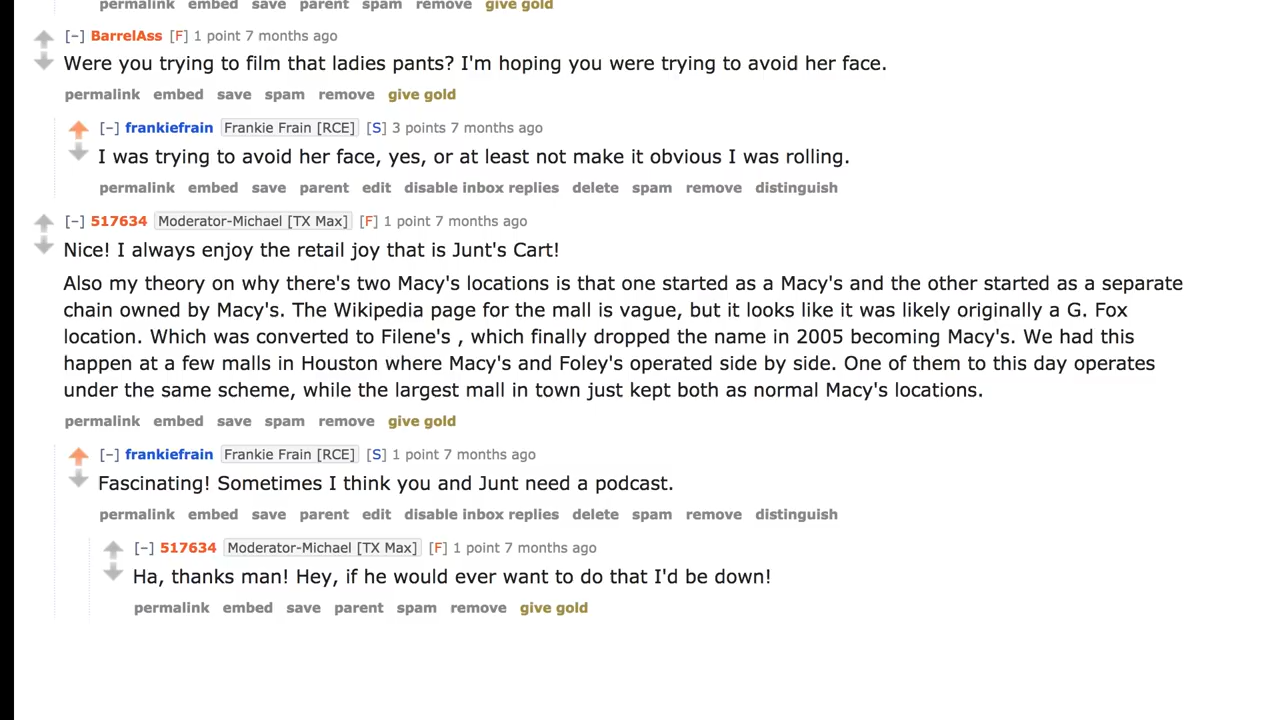 permalink embed save parent spam remove give gold
[–] BarrelAss [F] 1 point 7 months ago
Were you trying to film that ladies pants? I'm hoping you were trying to avoid her face.
permalink embed save spam remove give gold
[–] frankiefrain Frankie Frain [RCE] [S] 3 points 7 months ago
I was trying to avoid her face, yes, or at least not make it obvious I was rolling.
permalink embed save parent edit disable inbox replies delete spam remove distinguish
[–] 517634 Moderator-Michael [TX Max] [F] 1 point 7 months ago
Nice! I always enjoy the retail joy that is Junt's Cart!
Also my theory on why there's two Macy's locations is that one started as a Macy's and the other started as a separate
chain owned by Macy's. The Wikipedia page for the mall is vague, but it looks like it was likely originally a G. Fox
location. Which was converted to Filene's , which finally dropped the name in 2005 becoming Macy's. We had this
happen at a few malls in Houston where Macy's and Foley's operated side by side. One of them to this day operates
under the same scheme, while the largest mall in town just kept both as normal Macy's locations.
permalink embed save spam remove give gold
[–] frankiefrain Frankie Frain [RCE] [S] 1 point 7 months ago
Fascinating! Sometimes I think you and Junt need a podcast.
permalink embed save parent edit disable inbox replies delete spam remove distinguish
[–] 517634 Moderator-Michael [TX Max] [F] 1 point 7 months ago
Ha, thanks man! Hey, if he would ever want to do that I'd be down!
permalink embed save parent spam remove give gold